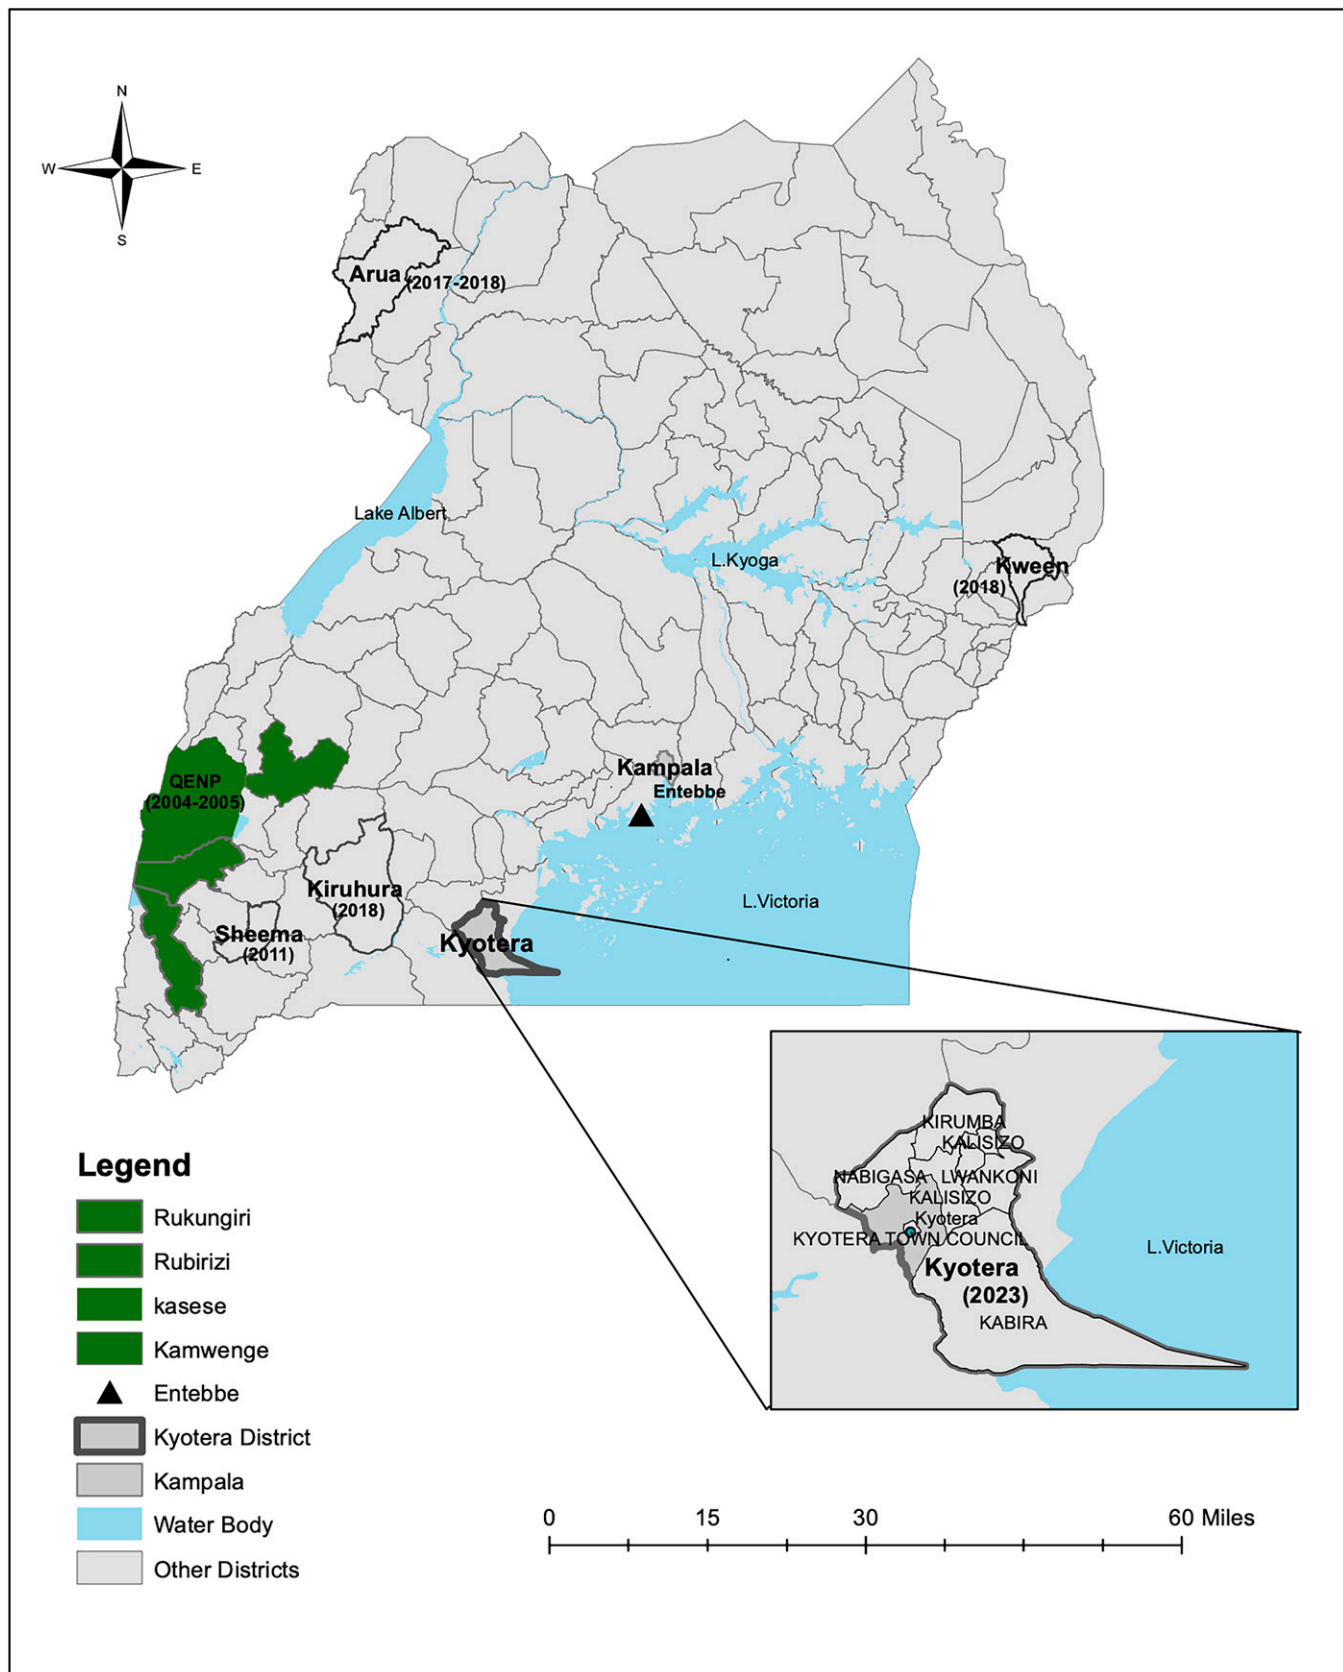 N
W
E
S
Arua (2017-2018)
Lake Albert
L.Kyoga
Kween
(2018)
QENP
(2004-2005)
Kampala
Entebbe
Kiruhura
(2018)
L.Victoria
Sheema
(2011)
Kyotera
KIRUMBA
KALISIZO
NABIGASA
LWANKONI
KALISIZO
Kyotera
KYOTERA TOWN COUNCIL
L.Victoria
Kyotera
(2023)
KABIRA
Legend
Rukungiri
Rubirizi
kasese
Kamwenge
Entebbe
Kyotera District
Kampala
Water Body
Other Districts
0 15 30 60 Miles